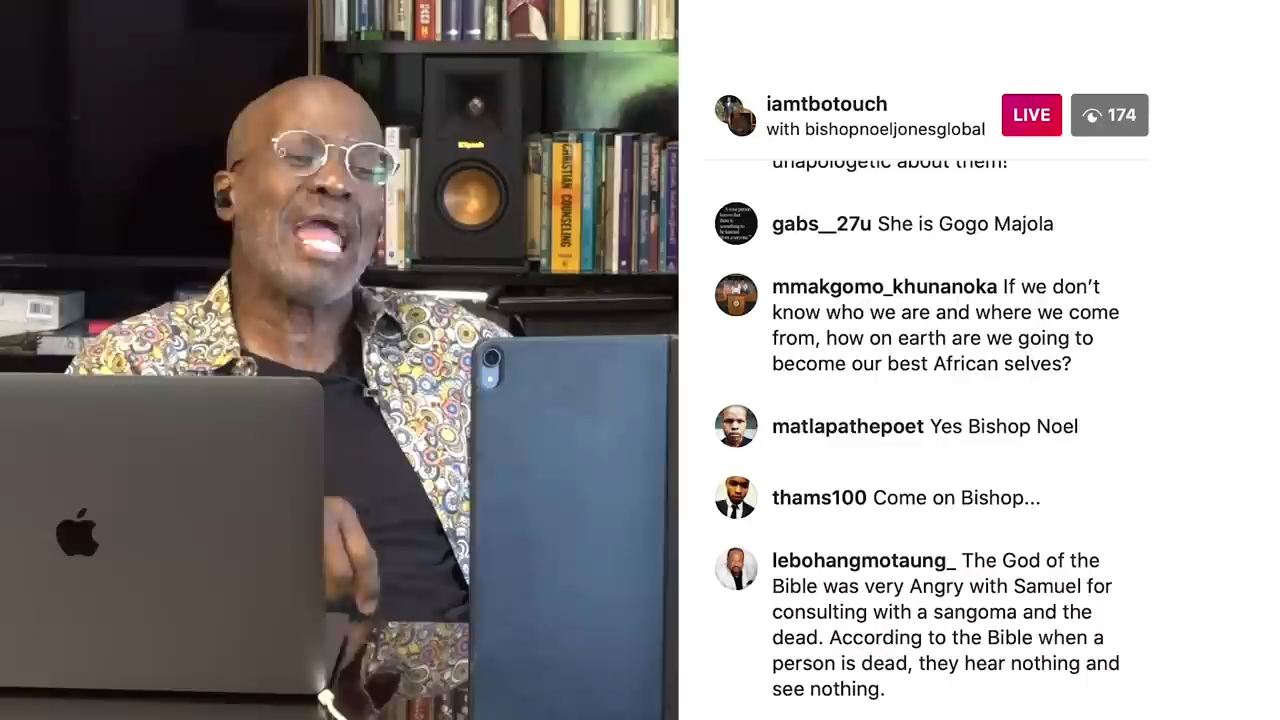 iamtbotouch
with bishopnoeljonesglobal
LIVE
174
unapologetic about them!
gabs__27u She is Gogo Majola
mmakgomo_khunanoka If we don’t
know who we are and where we come
from, how on earth are we going to
become our best African selves?
matlapathepoet Yes Bishop Noel
thams100 Come on Bishop...
lebohangmotaung_ The God of the
Bible was very Angry with Samuel for
consulting with a sangoma and the
dead. According to the Bible when a
person is dead, they hear nothing and
see nothing.
Klipsch
CHRISTIAN COUNSELING